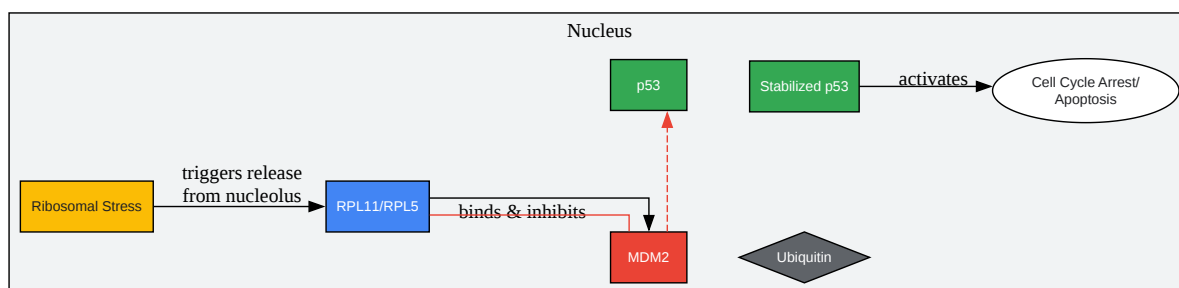 Nucleus
p53
Stabilized p53
activates
Cell Cycle Arrest/
Apoptosis
triggers release
from nucleolus
Ribosomal Stress
RPL11/RPL5
binds & inhibits
MDM2
Ubiquitin